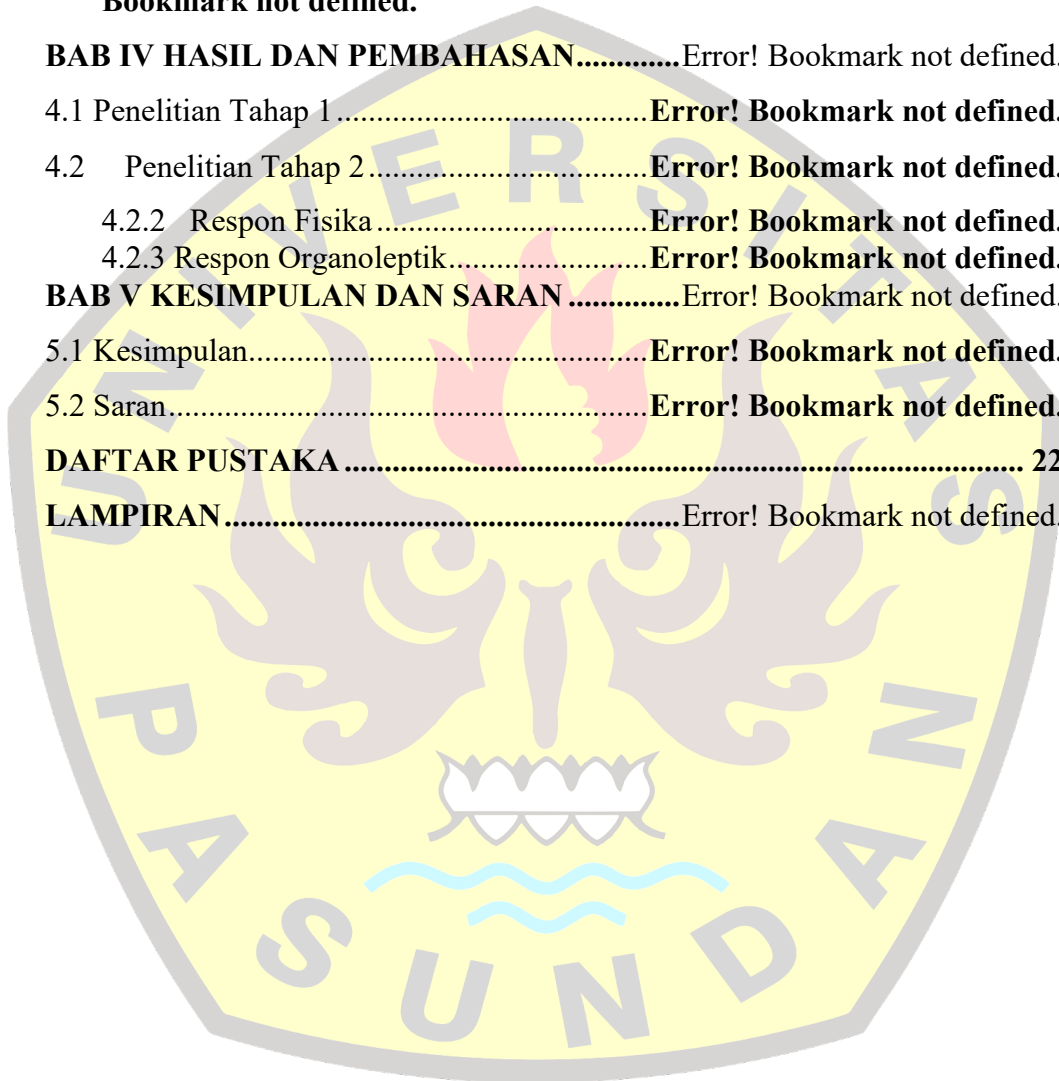 Bookmark not defined.
BAB IV HASIL DAN PEMBAHASAN.............Error! Bookmark not defined.
4.1 Penelitian Tahap 1......................................Error! Bookmark not defined.
4.2 Penelitian Tahap 2..................................Error! Bookmark not defined.
4.2.2 Respon Fisika.................................Error! Bookmark not defined.
4.2.3 Respon Organoleptik........................Error! Bookmark not defined.
BAB V KESIMPULAN DAN SARAN..............Error! Bookmark not defined.
5.1 Kesimpulan.................................................Error! Bookmark not defined.
5.2 Saran...........................................................Error! Bookmark not defined.
DAFTAR PUSTAKA..................................................................................... 22
LAMPIRAN.........................................................Error! Bookmark not defined.
UNIVERSITAS
PASUNDAN